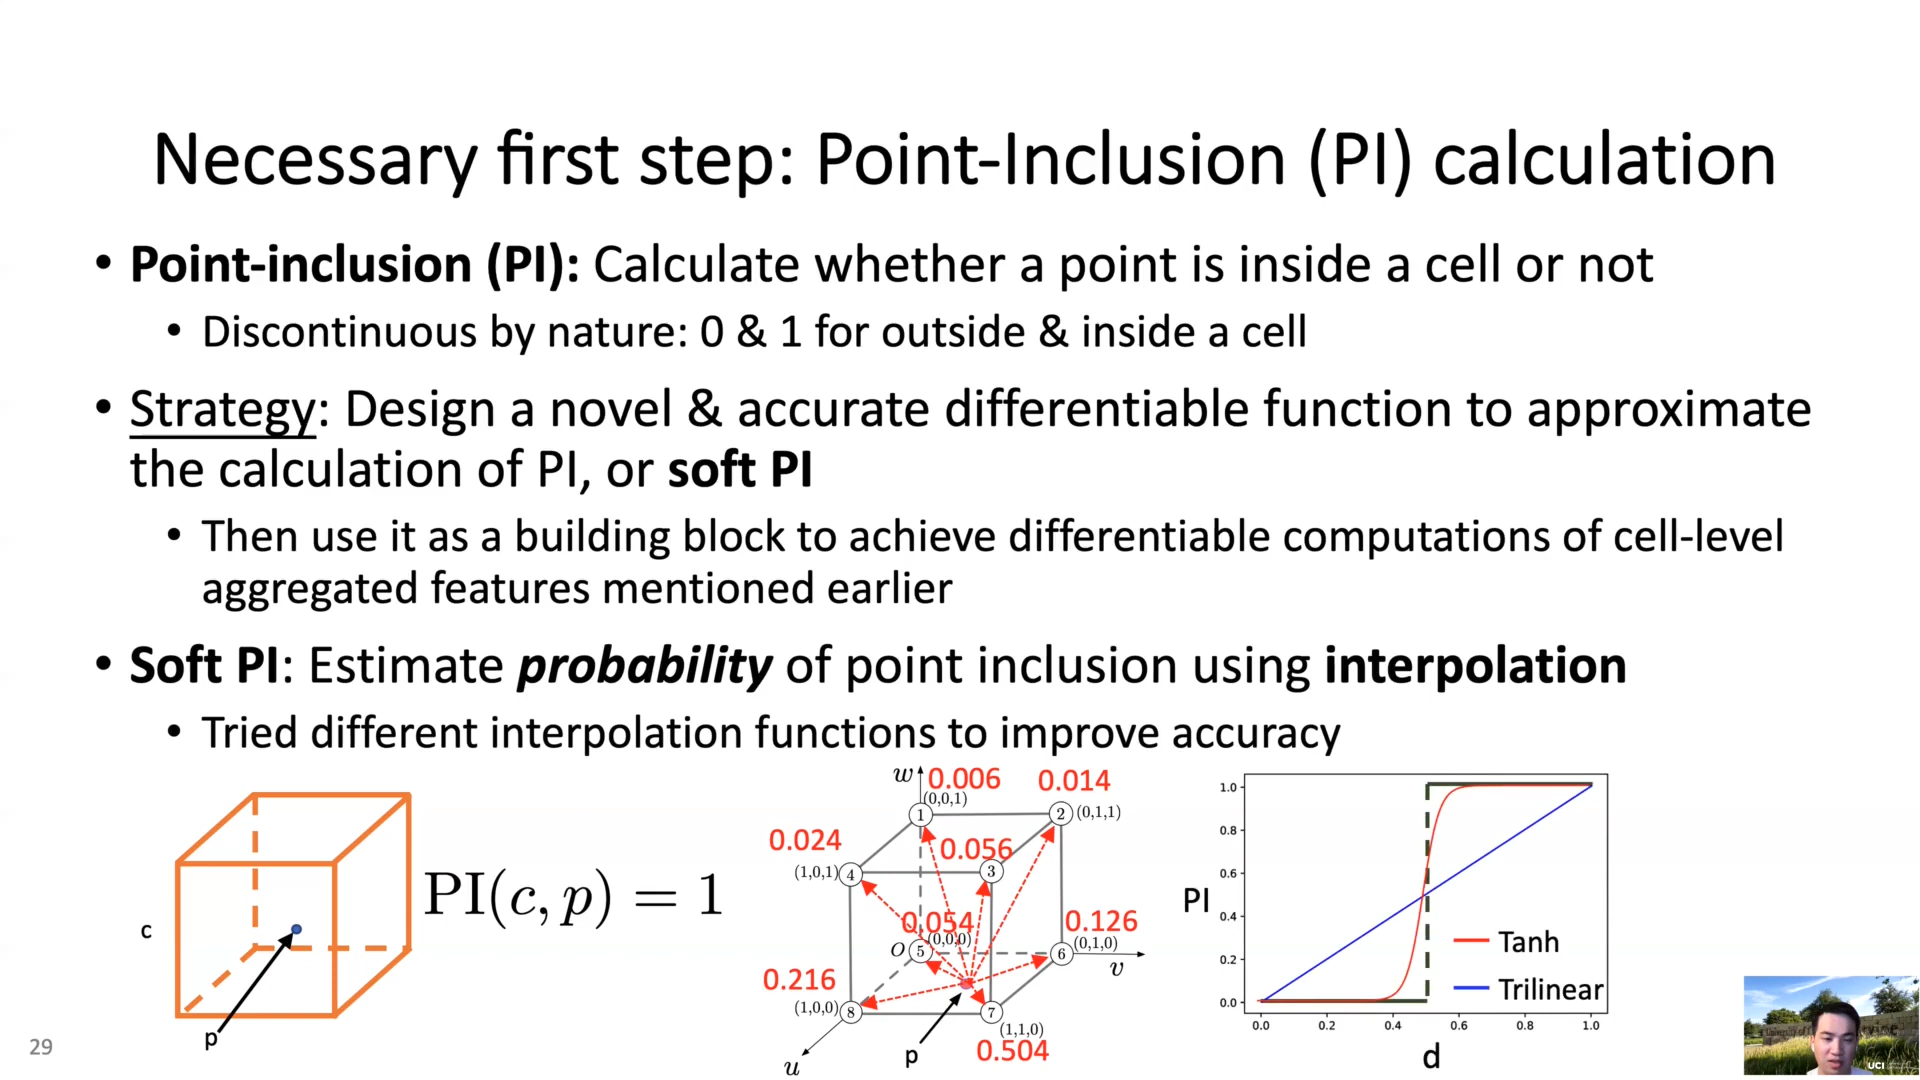 Necessary first step: Point-Inclusion (PI) calculation
• Point-inclusion (PI): Calculate whether a point is inside a cell or not
• Discontinuous by nature: 0 & 1 for outside & inside a cell
• Strategy: Design a novel & accurate differentiable function to approximate
the calculation of PI, or soft PI
• Then use it as a building block to achieve differentiable computations of cell-level
aggregated features mentioned earlier
• Soft PI: Estimate probability of point inclusion using interpolation
• Tried different interpolation functions to improve accuracy
c
p
PI(c, p) = 1
w
0.006
0.014
(0,0,1)
1
2
(0,1,1)
0.024
0.056
(1,0,1)
4
3
0.054
0.126
(0,0,0)
(0,1,0)
O
5
6
v
0.216
(1,0,0)
8
7
(1,1,0)
u
p
0.504
PI
1.0
0.8
0.6
0.4
0.2
0.0
Tanh
Trilinear
0.0 0.2 0.4 0.6 0.8 1.0
d
29
UCI